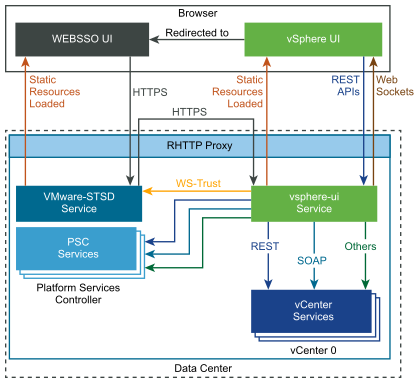 Browser
WEBSSO UI
Redirected to
vSphere UI
Static
Resources
Loaded
HTTPS
HTTPS
Static
Resources
Loaded
REST
APIs
Web
Sockets
RHTTP Proxy
VMware-STSD
Service
WS-Trust
vsphere-ui
Service
PSC
Services
Platform Services
Controller
REST
SOAP
Others
vCenter
Services
vCenter 0
Data Center